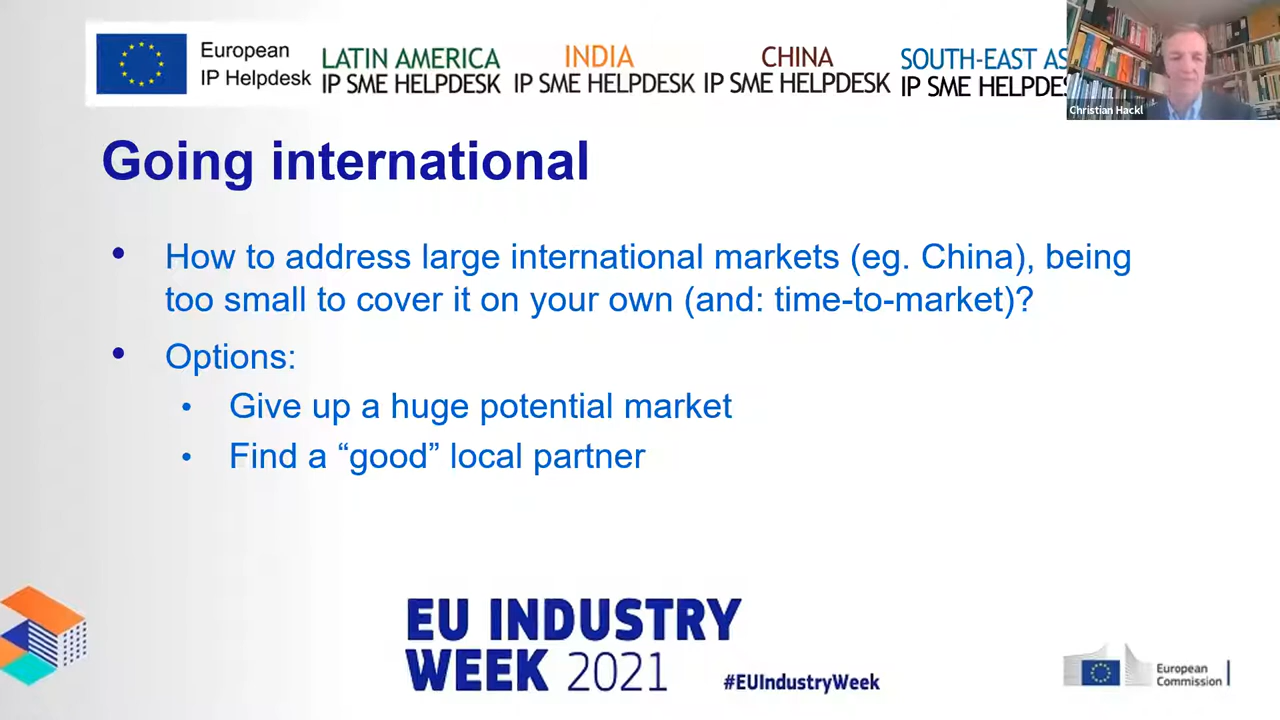 European
IP Helpdesk
LATIN AMERICA
IP SME HELPDESK
INDIA
IP SME HELPDESK
CHINA
IP SME HELPDESK
SOUTH-EAST AS
IP SME HELPDES
Christian Hackl
Going international
• How to address large international markets (eg. China), being
too small to cover it on your own (and: time-to-market)?
• Options:
• Give up a huge potential market
• Find a “good” local partner
EU INDUSTRY
WEEK 2021
#EUIndustryWeek
European
Commission